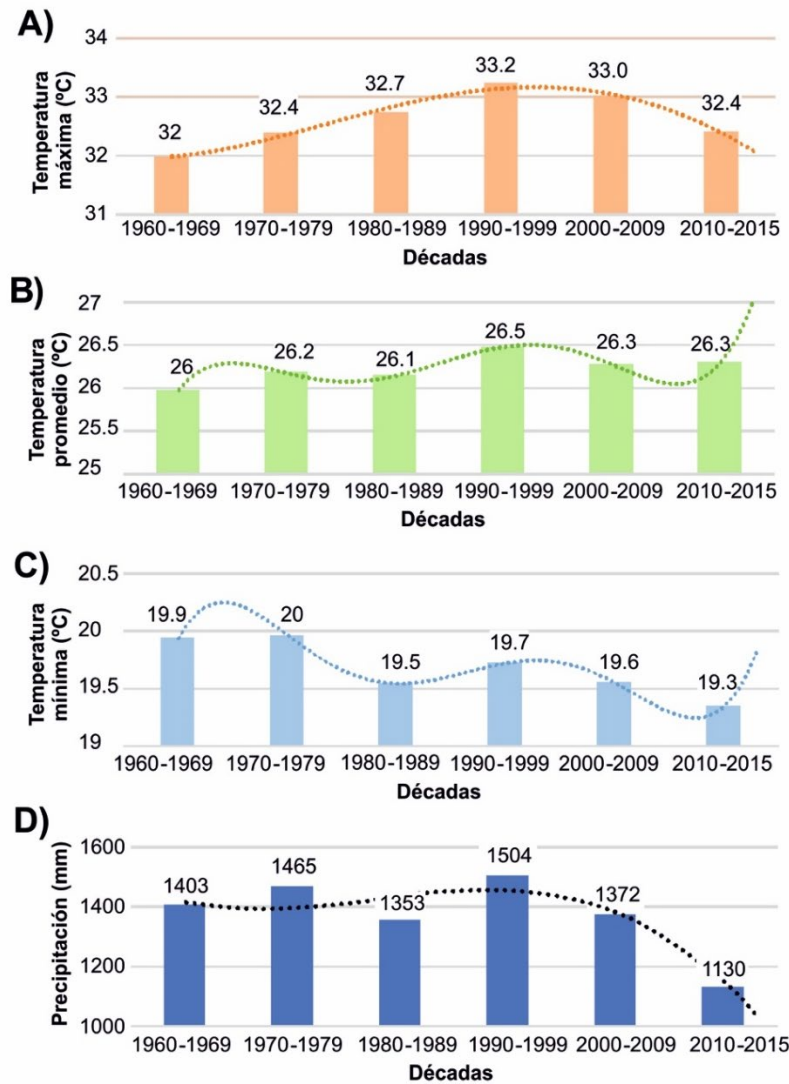 A)
Temperatura
máxima (ºC)
34
33
32
31
32
32.4
32.7
33.2
33.0
32.4
1960-1969 1970-1979 1980-1989 1990-1999 2000-2009 2010-2015
Décadas
B)
Temperatura
promedio (ºC)
27
26.5
26
25.5
25
26
26.2
26.1
26.5
26.3
26.3
1960-1969 1970-1979 1980-1989 1990-1999 2000-2009 2010-2015
Décadas
C)
Temperatura
mínima (ºC)
20.5
20
19.5
19
19.9
20
19.5
19.7
19.6
19.3
1960-1969 1970-1979 1980-1989 1990-1999 2000-2009 2010-2015
Décadas
D)
Precipitación (mm)
1600
1400
1200
1000
1403
1465
1353
1504
1372
1130
1960-1969 1970-1979 1980-1989 1990-1999 2000-2009 2010-2015
Décadas